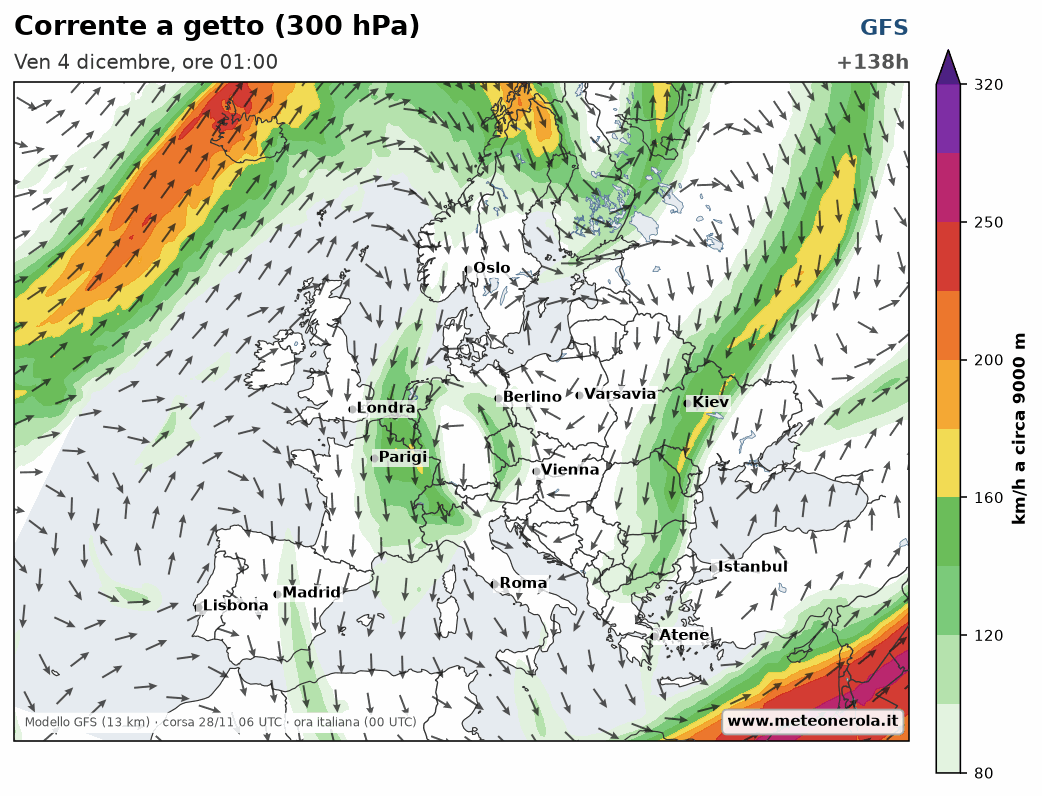 Corrente a getto (300 hPa)
GFS
Ven 4 dicembre, ore 01:00
+138h
320
250
200
160
120
80
km/h a circa 9000 m
Oslo
Londra
Berlino
Varsavia
Kiev
Parigi
Vienna
Istanbul
Roma
Madrid
Lisbona
Atene
Modello GFS (13 km) · corsa 28/11 06 UTC · ora italiana (00 UTC)
www.meteonerola.it